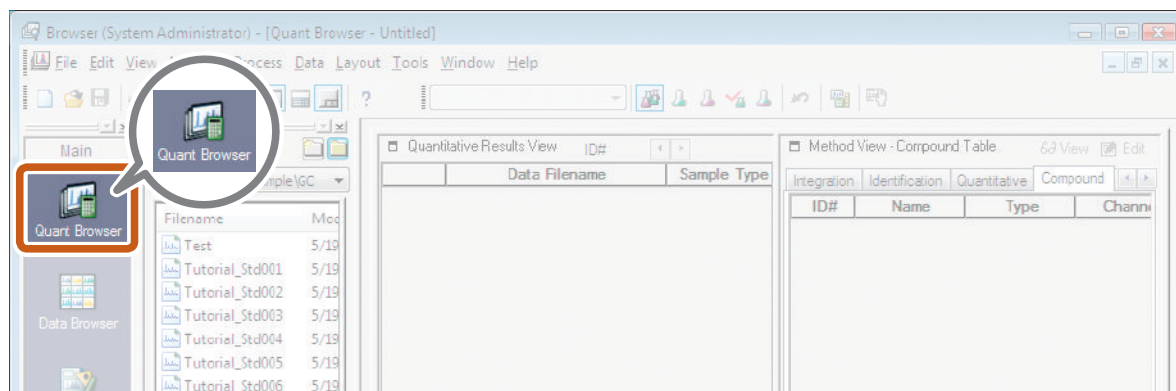 Browser (System Administrator) - [Quant Browser - Untitled]
File Edit View Process Data Layout Tools Window Help
Main
Quant Browser
Quantitative Results View ID#
Method View - Compound Table View Edit
Data Filename Sample Type
Integration Identification Quantitative Compound
ID# Name Type Channe
Quant Browser
Filename
Test 5/19
Tutorial_Std001 5/19
Tutorial_Std002 5/19
Tutorial_Std003 5/19
Data Browser
Tutorial_Std004 5/19
Tutorial_Std005 5/19
Tutorial_Std006 5/19